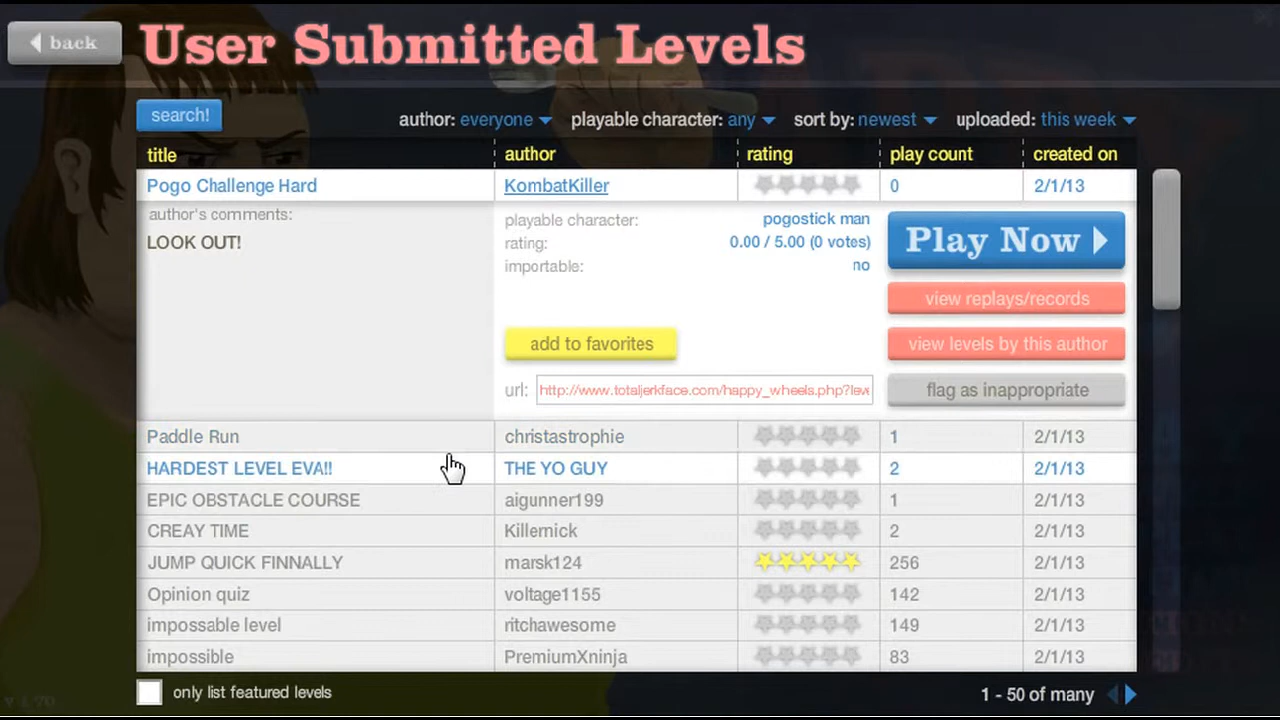 back
User Submitted Levels
search!
author: everyone playable character: any sort by: newest uploaded: this week
title author rating play count created on
Pogo Challenge Hard KombatKiller 0 2/1/13
author's comments:
LOOK OUT!
playable character: pogostick man
rating: 0.00 / 5.00 (0 votes)
importable: no
add to favorites
url: http://www.totaljerkface.com/happy_wheels.php?leve
Play Now
view replays/records
view levels by this author
flag as inappropriate
Paddle Run christastrophie 1 2/1/13
HARDEST LEVEL EVA!! THE YO GUY 2 2/1/13
EPIC OBSTACLE COURSE aigunner199 1 2/1/13
CREAY TIME Killernick 2 2/1/13
JUMP QUICK FINNALLY marsk124 256 2/1/13
Opinion quiz voltage1155 142 2/1/13
impossable level ritchawesome 149 2/1/13
impossible PremiumXninja 83 2/1/13
only list featured levels
1 - 50 of many
v 1.70